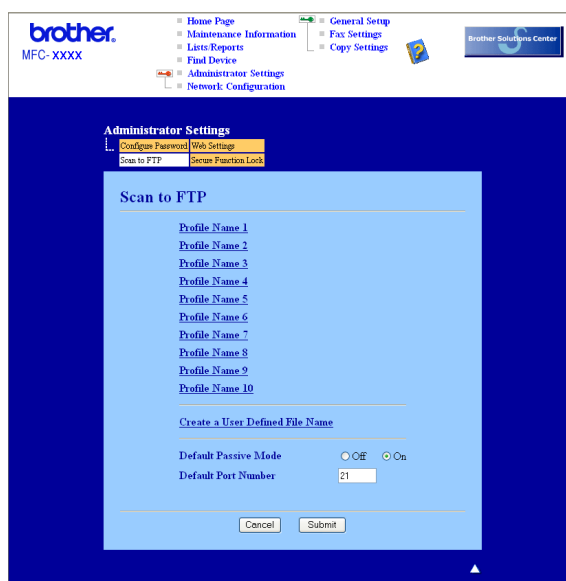 brother.
MFC- XXXX
Home Page
Maintenance Information
Lists/Reports
Find Device
Administrator Settings
Network Configuration
General Setup
Fax Settings
Copy Settings
Brother Solutions Center
Administrator Settings
Configure Password Web Settings
Scan to FTP Secure Function Lock
Scan to FTP
Profile Name 1
Profile Name 2
Profile Name 3
Profile Name 4
Profile Name 5
Profile Name 6
Profile Name 7
Profile Name 8
Profile Name 9
Profile Name 10
Create a User Defined File Name
Default Passive Mode Off On
Default Port Number 21
Cancel Submit